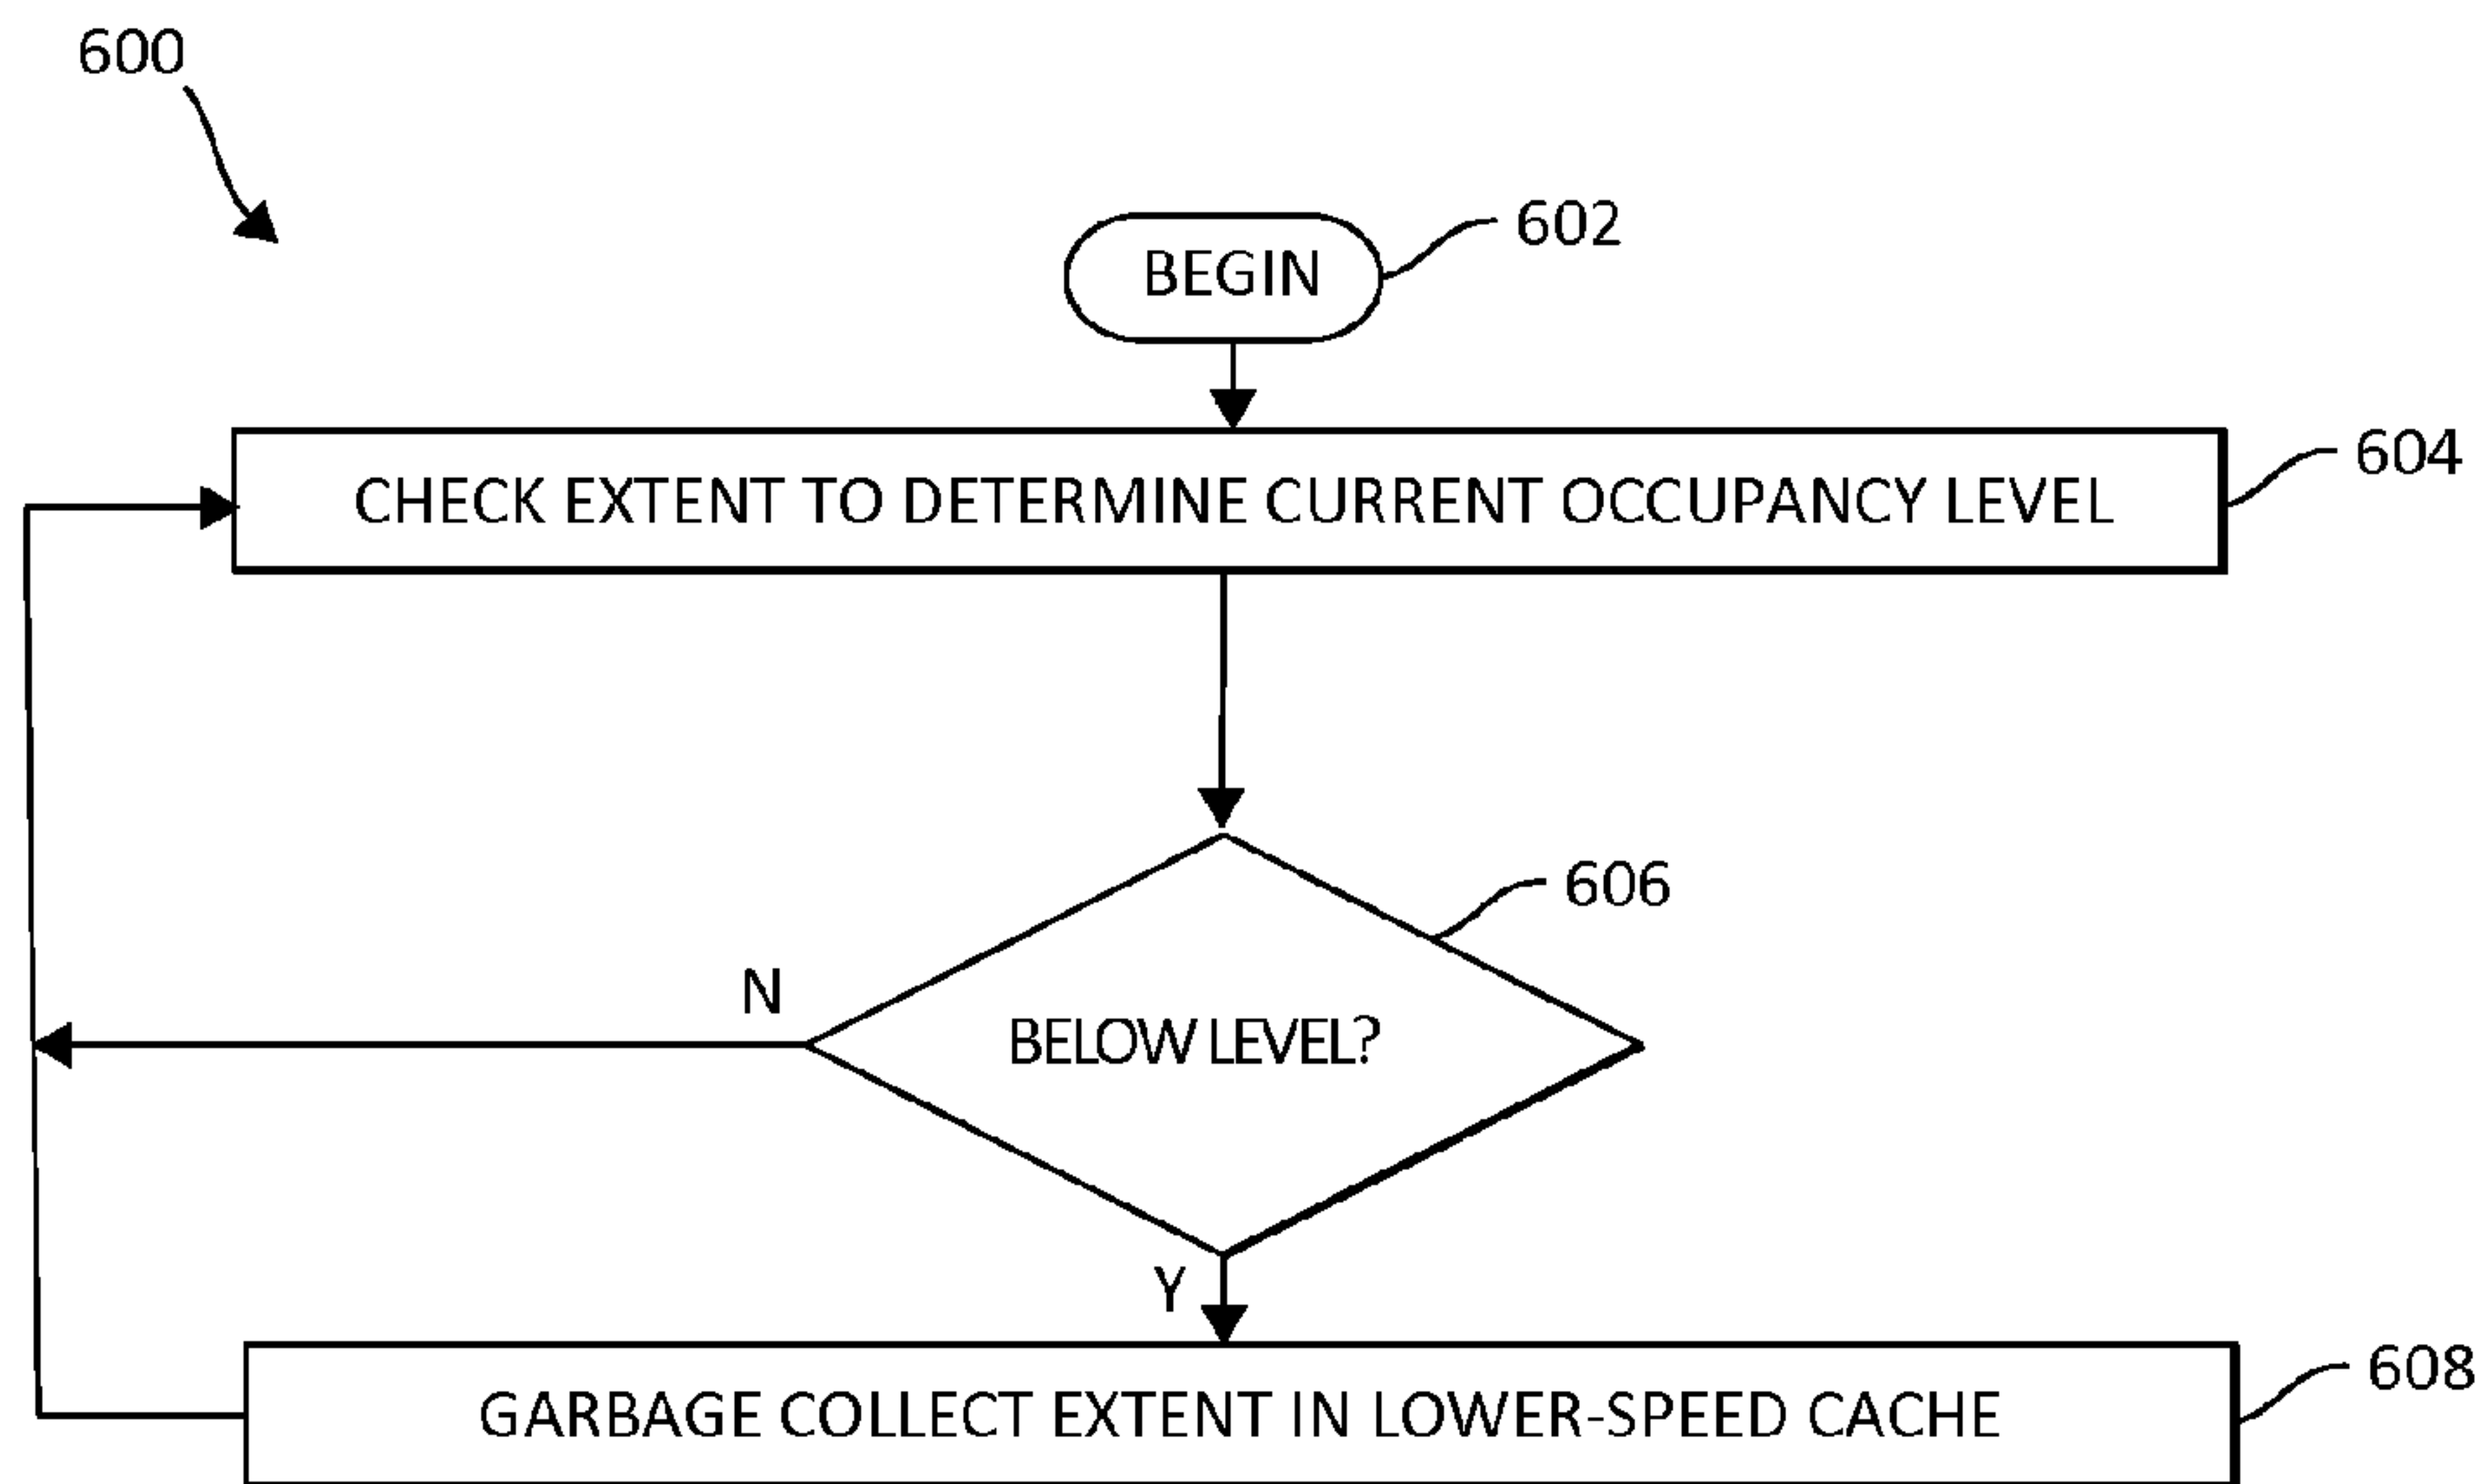 600
BEGIN
602
CHECK EXTENT TO DETERMINE CURRENT OCCUPANCY LEVEL
604
606
N
BELOW LEVEL?
Y
GARBAGE COLLECT EXTENT IN LOWER-SPEED CACHE
608